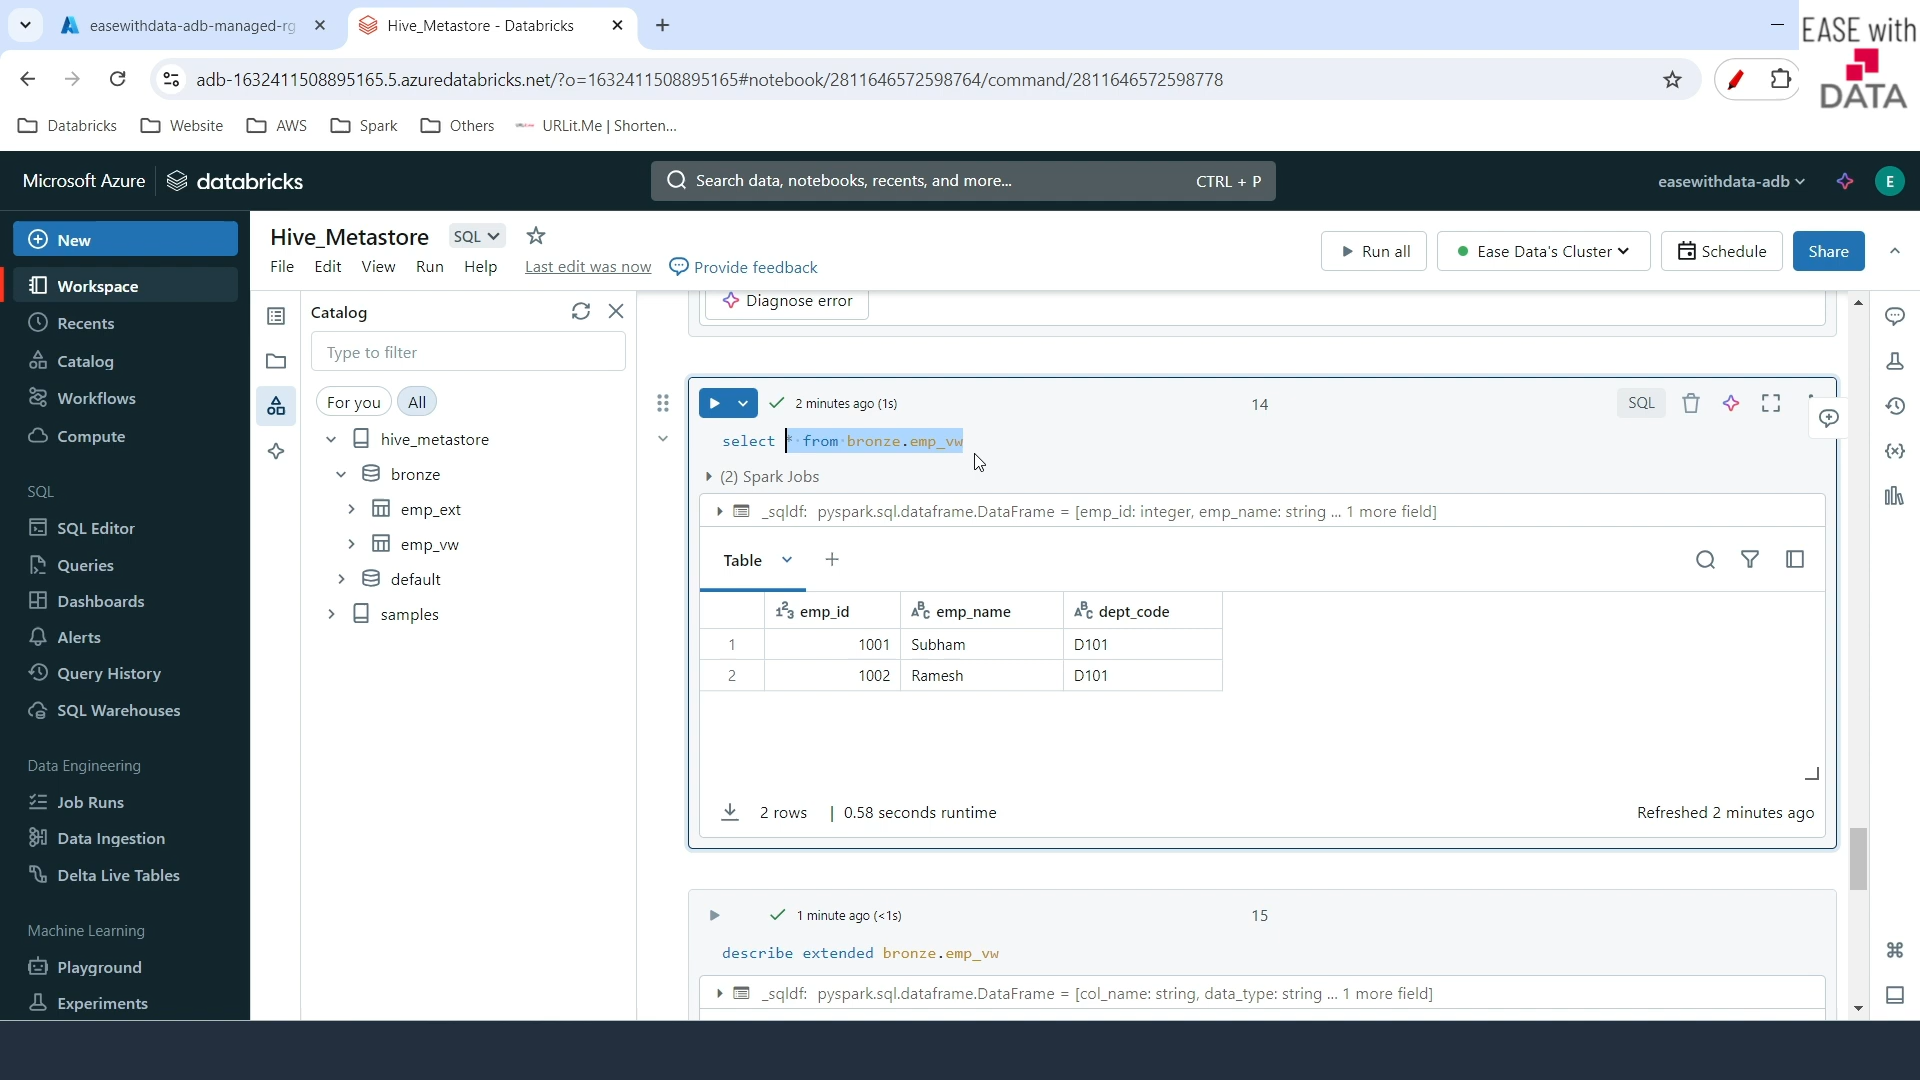 easewithdata-adb-managed-rg
Hive_Metastore - Databricks
EASE with
DATA
adb-1632411508895165.5.azuredatabricks.net/?o=1632411508895165#notebook/2811646572598764/command/2811646572598778
Databricks
Website
AWS
Spark
Others
URLit.Me | Shorten...
Microsoft Azure
databricks
Search data, notebooks, recents, and more...
CTRL + P
easewithdata-adb
E
New
Workspace
Recents
Catalog
Workflows
Compute
SQL
SQL Editor
Queries
Dashboards
Alerts
Query History
SQL Warehouses
Data Engineering
Job Runs
Data Ingestion
Delta Live Tables
Machine Learning
Playground
Experiments
Hive_Metastore
SQL
File
Edit
View
Run
Help
Last edit was now
Provide feedback
Run all
Ease Data's Cluster
Schedule
Share
Catalog
Type to filter
For you
All
hive_metastore
bronze
emp_ext
emp_vw
default
samples
Diagnose error
2 minutes ago (1s)
14
SQL
select * from bronze.emp_vw
(2) Spark Jobs
_sqldf: pyspark.sql.dataframe.DataFrame = [emp_id: integer, emp_name: string ... 1 more field]
Table
emp_id emp_name dept_code
1 1001 Subham D101
2 1002 Ramesh D101
2 rows | 0.58 seconds runtime
Refreshed 2 minutes ago
1 minute ago (<1s)
15
describe extended bronze.emp_vw
_sqldf: pyspark.sql.dataframe.DataFrame = [col_name: string, data_type: string ... 1 more field]